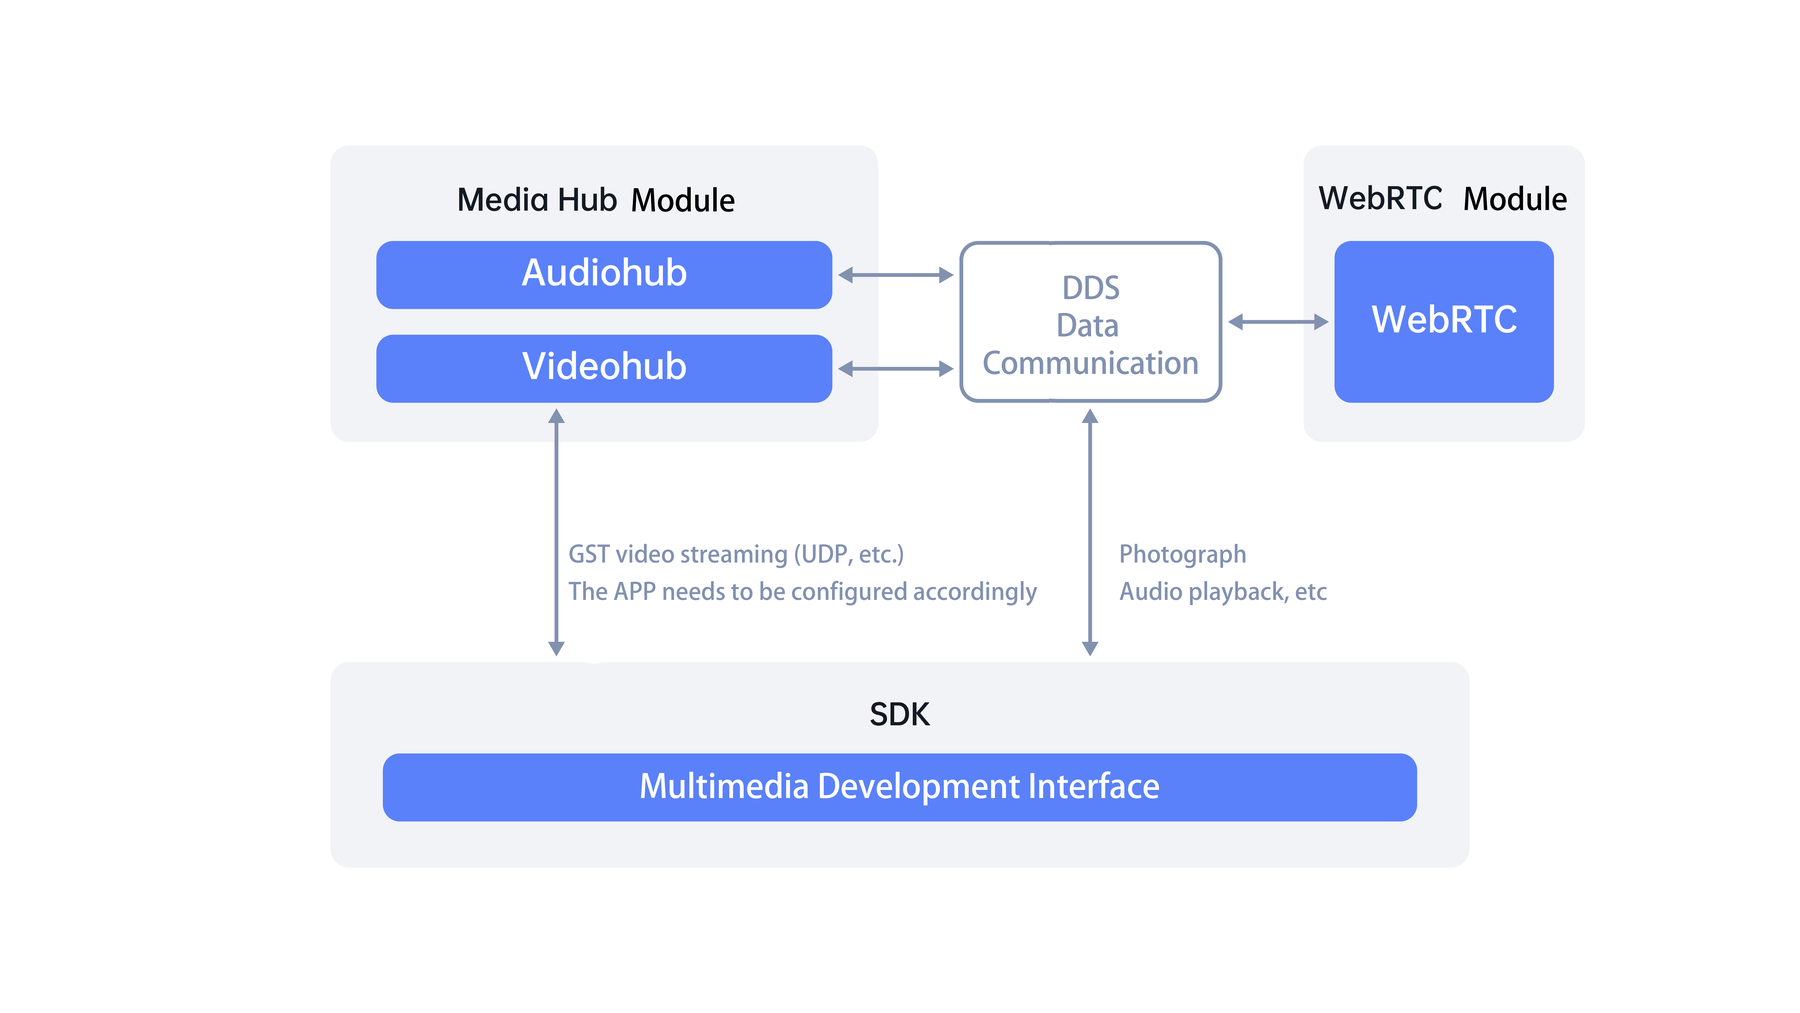 Media Hub Module
WebRTC Module
Audiohub
Videohub
DDS
Data
Communication
WebRTC
GST video streaming (UDP, etc.)
The APP needs to be configured accordingly
Photograph
Audio playback, etc
SDK
Multimedia Development Interface